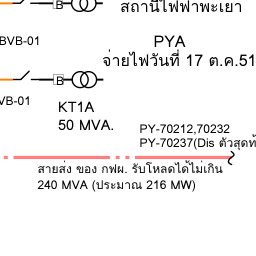 สถานีไฟฟ้าพะเยา
B
BVB-01
PYA
จ่ายไฟวันที่ 17 ต.ค.51
B
VB-01
KT1A
50 MVA.
PY-70212,70232
PY-70237(Dis ตัวสุดท้
สายส่ง ของ กฟผ. รับโหลดได้ไม่เกิน
240 MVA (ประมาณ 216 MW)